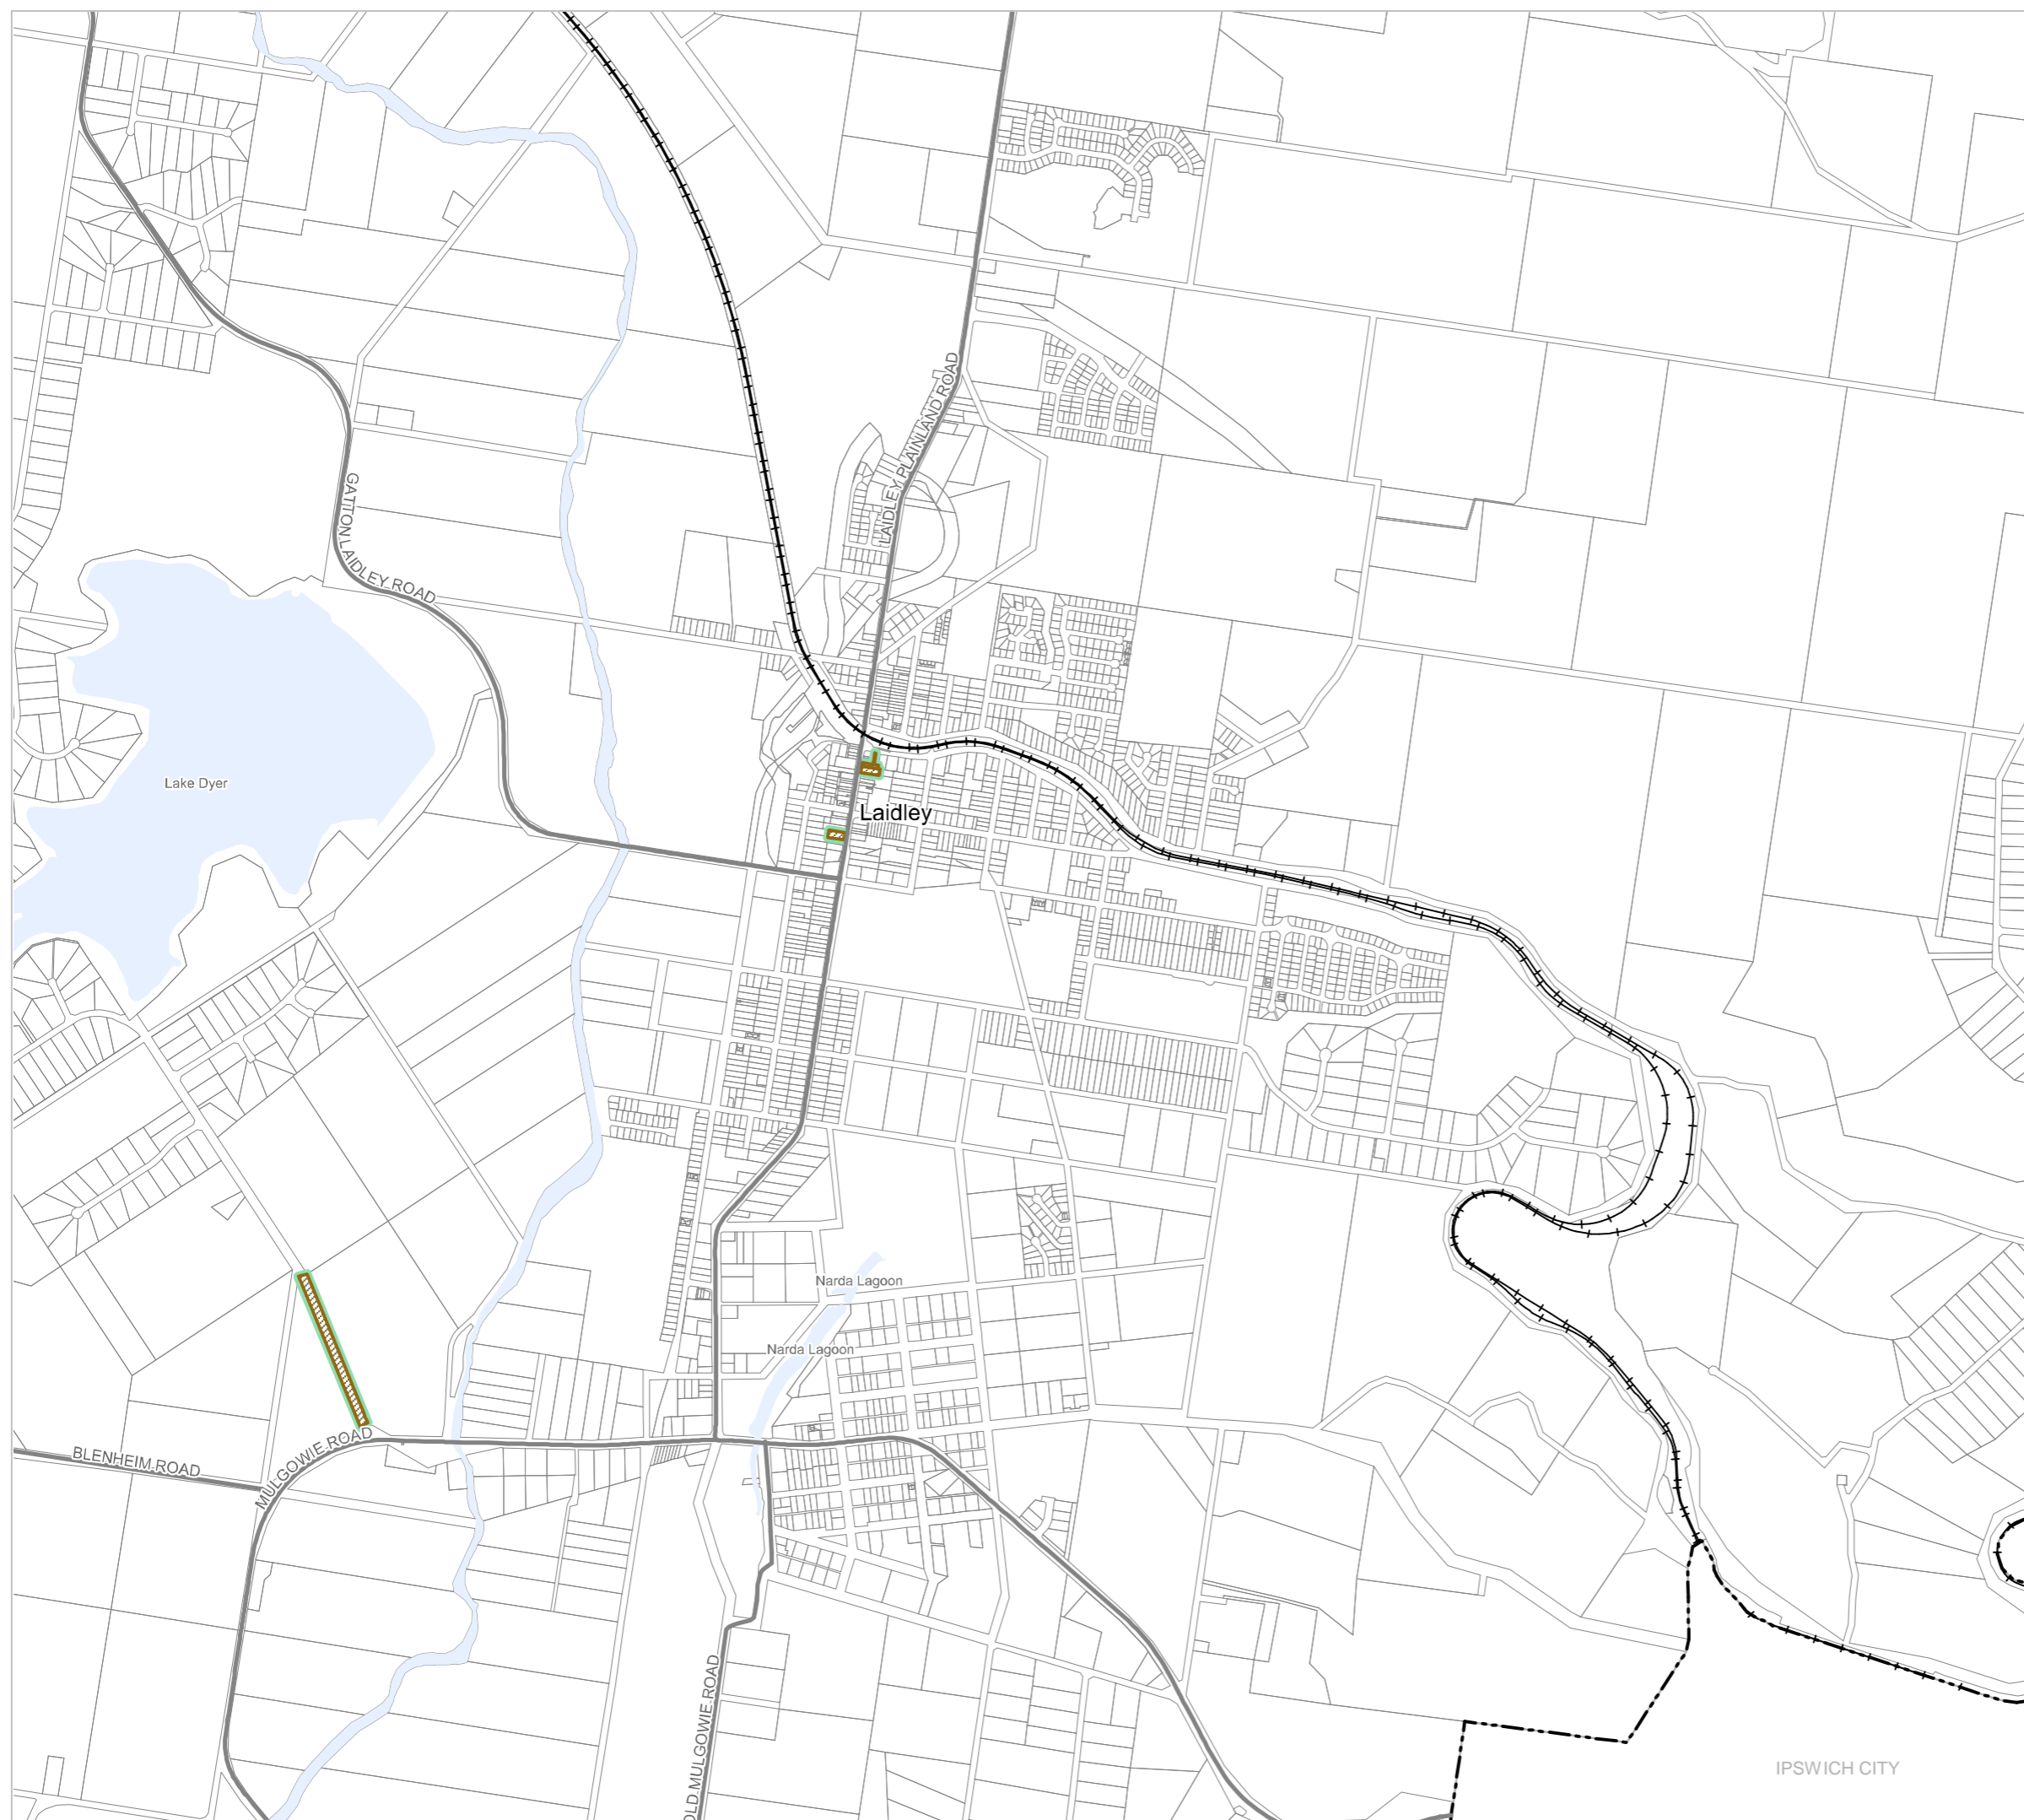 LAIDLEY PLAINLAND ROAD
GATTON LAIDLEY ROAD
Lake Dyer
Laidley
Narda Lagoon
Narda Lagoon
BLENHEIM ROAD
MULGOWIE ROAD
OLD MULGOWIE ROAD
IPSWICH CITY